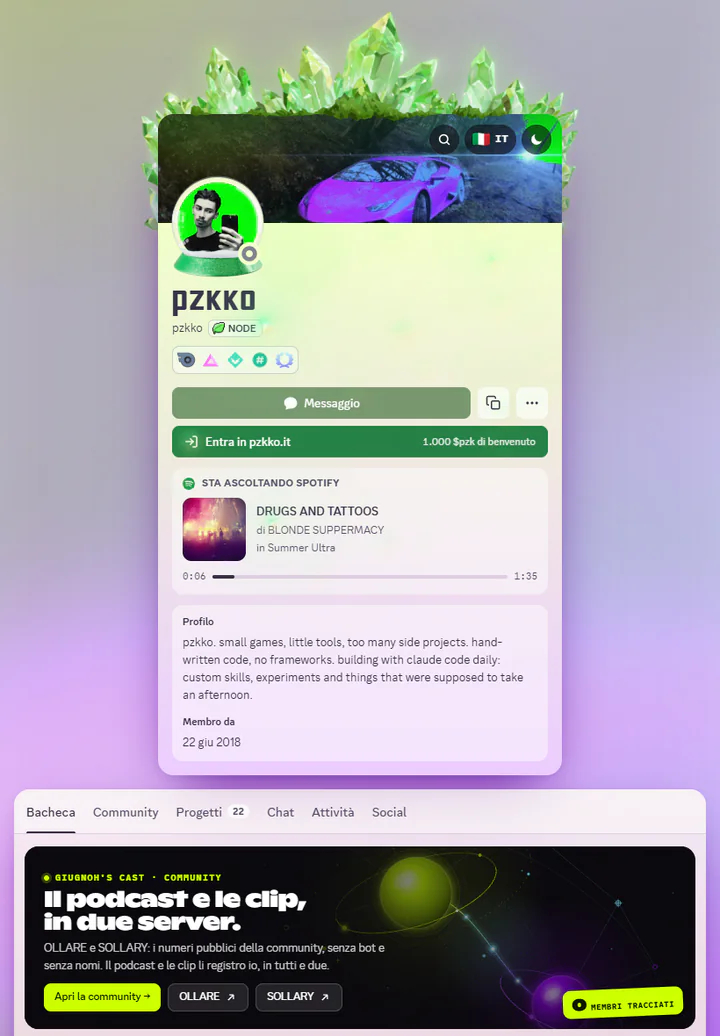 IT
pzkko
pzkko NODE
Messaggio
Entra in pzkko.it 1.000 $pzk di benvenuto
STA ASCOLTANDO SPOTIFY
DRUGS AND TATTOOS
di BLONDE SUPPERMACY
in Summer Ultra
0:06 1:35
Profilo
pzkko. small games, little tools, too many side projects. hand-
written code, no frameworks. building with claude code daily:
custom skills, experiments and things that were supposed to take
an afternoon.
Membro da
22 giu 2018
Bacheca Community Progetti 22 Chat Attività Social
GIUGNOH'S CAST · COMMUNITY
Il podcast e le clip,
in due server.
OLLARE e SOLLARY: i numeri pubblici della community, senza bot e
senza nomi. Il podcast e le clip li registro io, in tutti e due.
Apri la community → OLLARE ↗ SOLLARY ↗
MEMBRI TRACCIATI